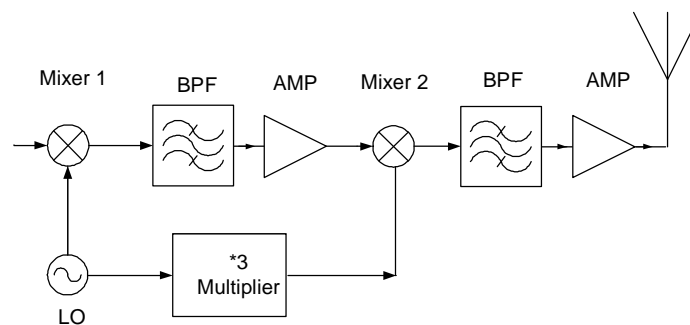 Mixer 1
BPF
AMP
Mixer 2
BPF
AMP
*3
Multiplier
LO